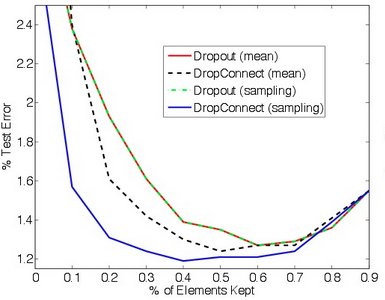 2.4
2.2
2
1.8
1.6
1.4
1.2
% Test Error
Dropout (mean)
DropConnect (mean)
Dropout (sampling)
DropConnect (sampling)
0 0.1 0.2 0.3 0.4 0.5 0.6 0.7 0.8 0.9
% of Elements Kept